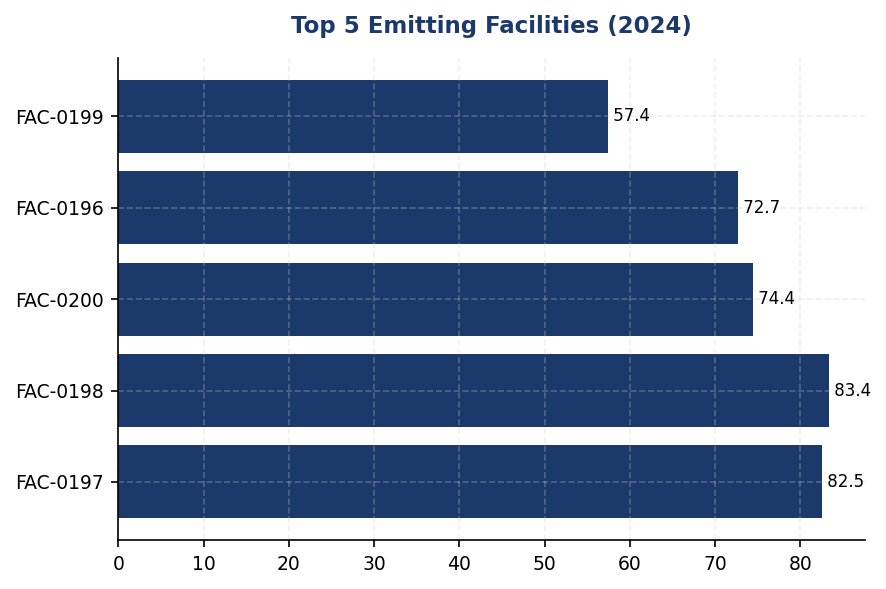 Top 5 Emitting Facilities (2024)
FAC-0199 57.4
FAC-0196 72.7
FAC-0200 74.4
FAC-0198 83.4
FAC-0197 82.5
0 10 20 30 40 50 60 70 80